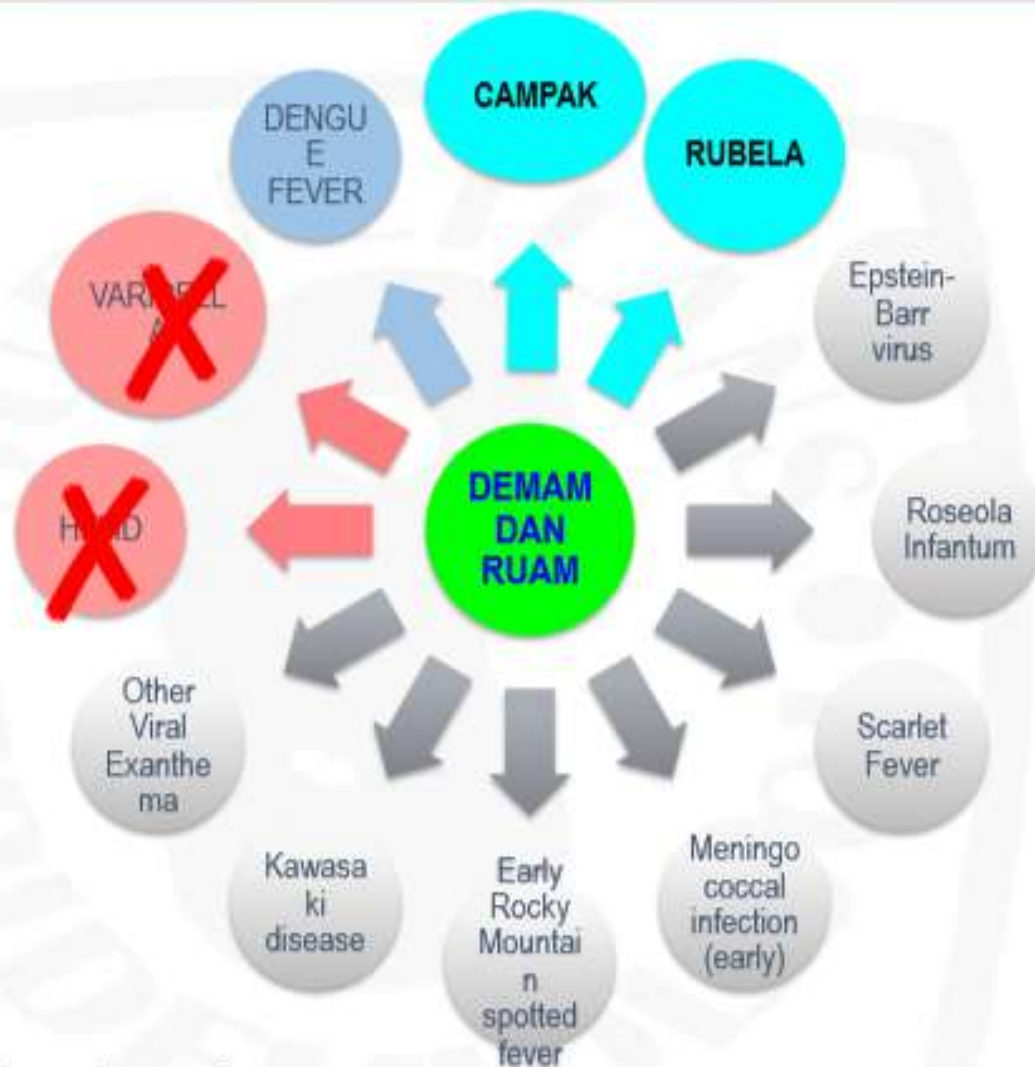 CAMPAK
RUBELA
Epstein-
Barr
virus
Roseola
Infantum
Scarlet
Fever
Meningo
coccal
infection
(early)
Early
Rocky
Mountai
n
spotted
fever
Kawasa
ki
disease
Other
Viral
Exanthe
ma
DENGU
E
FEVER
DEMAM
DAN
RUAM